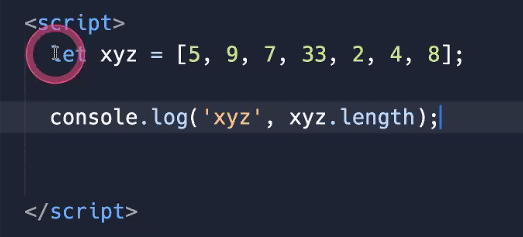 <script>
let xyz = [5, 9, 7, 33, 2, 4, 8];
console.log('xyz', xyz.length);
</script>